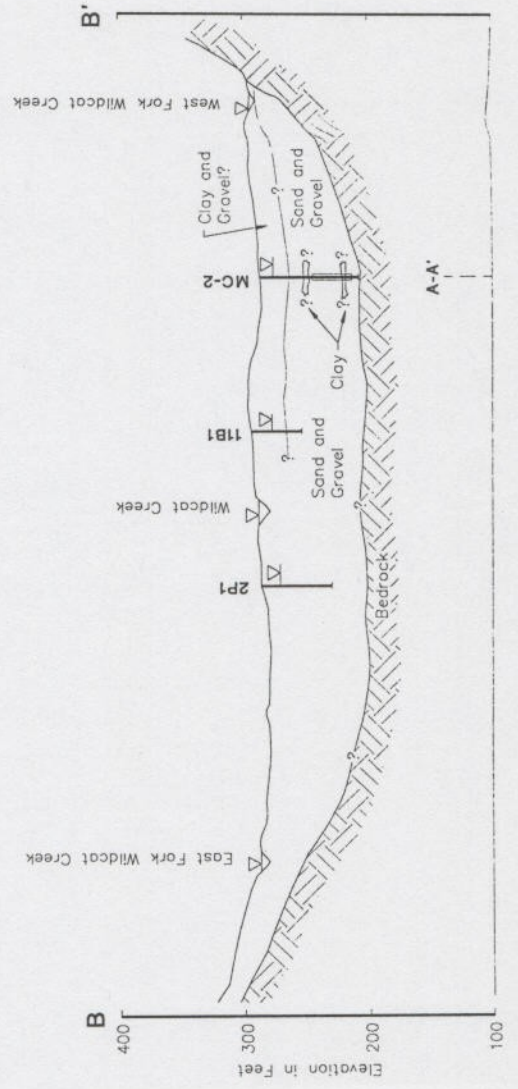 B
B'
400
300
200
100
Elevation in Feet
East Fork Wildcat Creek
2P1
Wildcat Creek
11B1
MC-2
West Fork Wildcat Creek
Clay and
Gravel?
?
Sand and
Gravel
?
Sand and
Gravel
? ?
? ?
Clay
?
Bedrock
?
A-A'